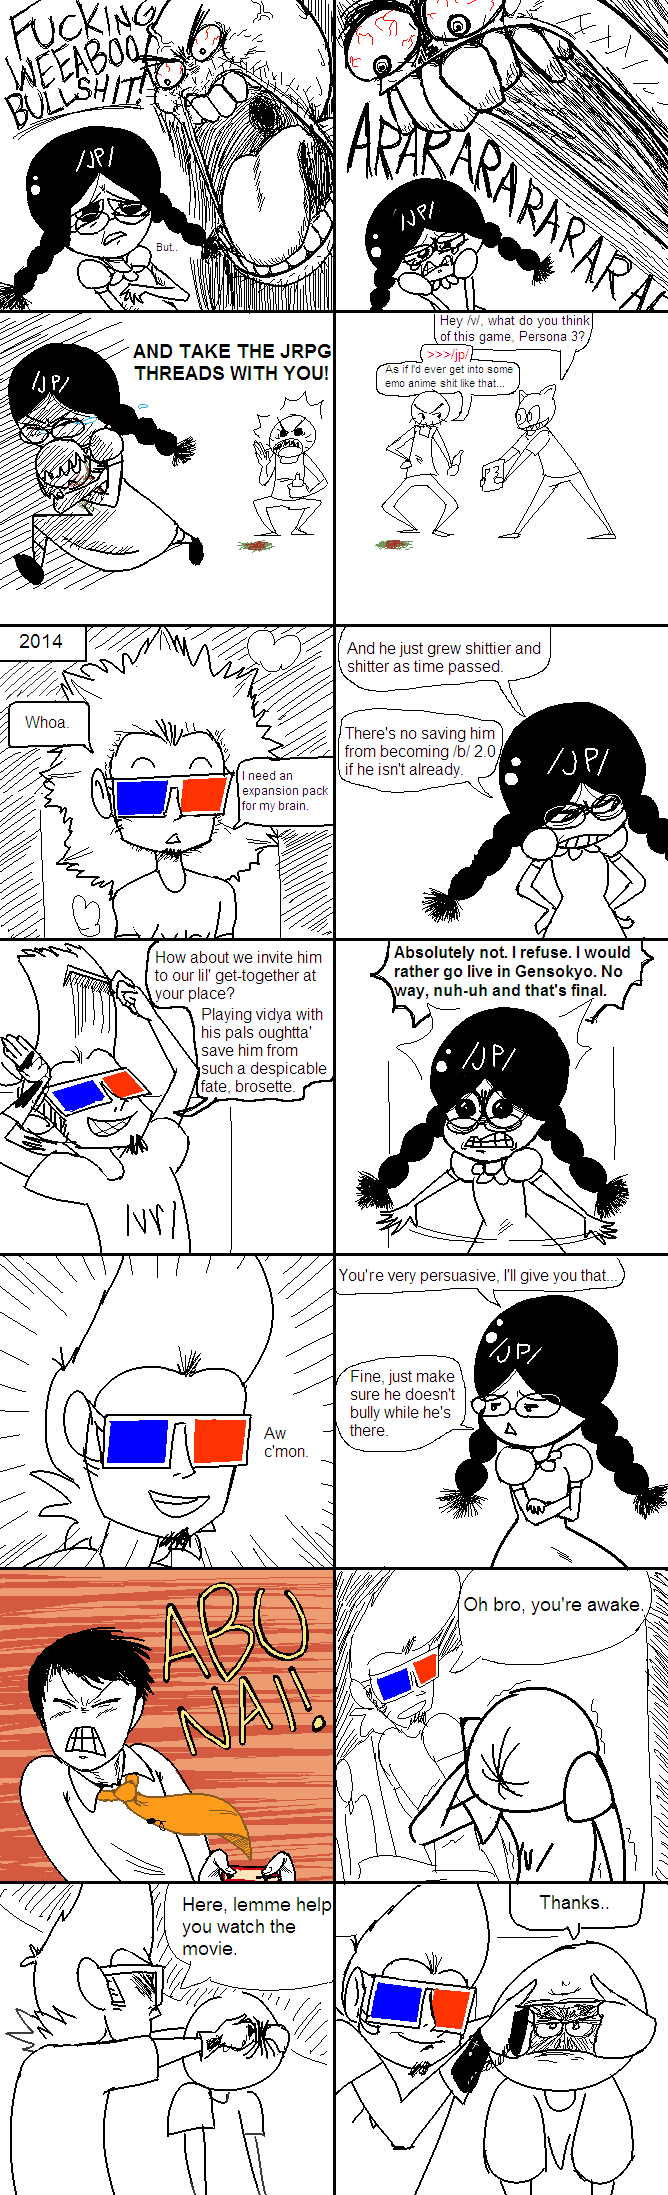 FUCKING
WEEABOO
BULLSHIT!
/JP/
But..
ARARARARARARARAR
/JP/
AND TAKE THE JRPG
THREADS WITH YOU!
/JP/
Hey /v/, what do you think
of this game, Persona 3?
>>>/jp/
As if I'd ever get into some
emo anime shit like that...
P3
2014
Whoa.
I need an
expansion pack
for my brain.
And he just grew shittier and
shitter as time passed.
There's no saving him
from becoming /b/ 2.0
if he isn't already.
/JP/
How about we invite him
to our lil' get-together at
your place?
Playing vidya with
his pals oughtta'
save him from
such a despicable
fate, brosette.
/vr/
Absolutely not. I refuse. I would
rather go live in Gensokyo. No
way, nuh-uh and that's final.
/JP/
Aw
c'mon.
You're very persuasive, I'll give you that...
/JP/
Fine, just make
sure he doesn't
bully while he's
there.
ABU
NAI!
Oh bro, you're awake.
/v/
Here, lemme help
you watch the
movie.
Thanks..